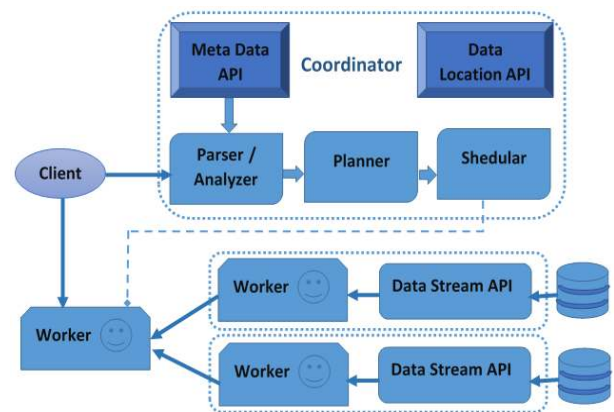 Meta Data
API
Coordinator
Data
Location API
Parser /
Analyzer
Planner
Shedular
Client
Worker
Data Stream API
Worker
Worker
Data Stream API